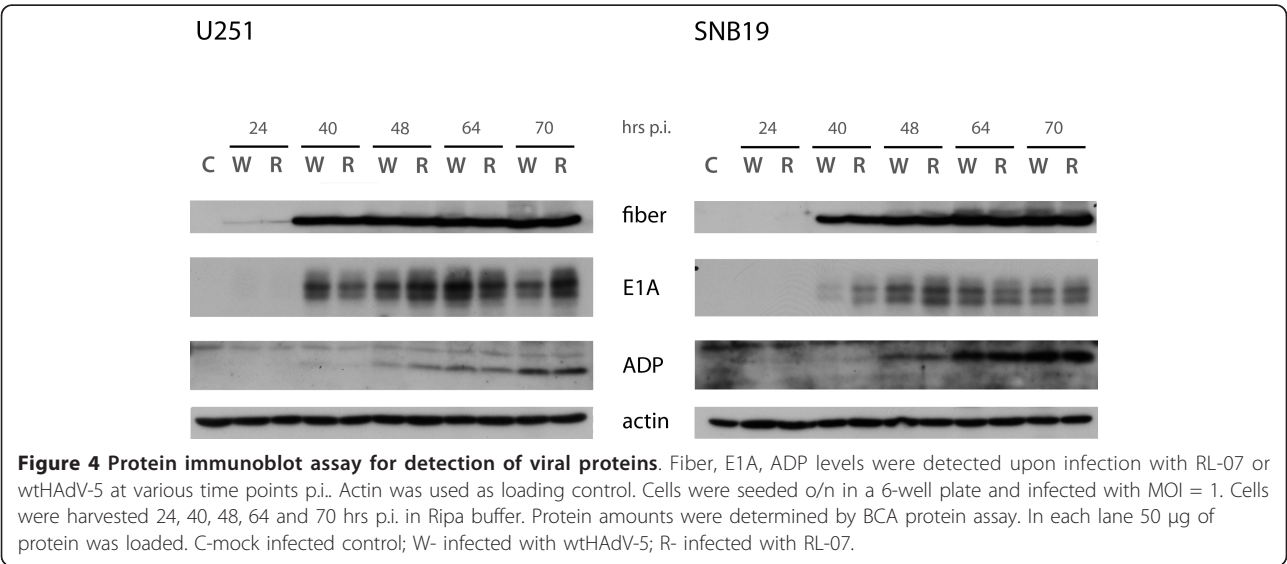 U251 SNB19
24 40 48 64 70 hrs p.i. 24 40 48 64 70
C W R W R W R W R W R C W R W R W R W R W R
fiber
E1A
ADP
actin
Figure 4 Protein immunoblot assay for detection of viral proteins. Fiber, E1A, ADP levels were detected upon infection with RL-07 or
wtHAdV-5 at various time points p.i.. Actin was used as loading control. Cells were seeded o/n in a 6-well plate and infected with MOI = 1. Cells
were harvested 24, 40, 48, 64 and 70 hrs p.i. in Ripa buffer. Protein amounts were determined by BCA protein assay. In each lane 50 μg of
protein was loaded. C-mock infected control; W- infected with wtHAdV-5; R- infected with RL-07.